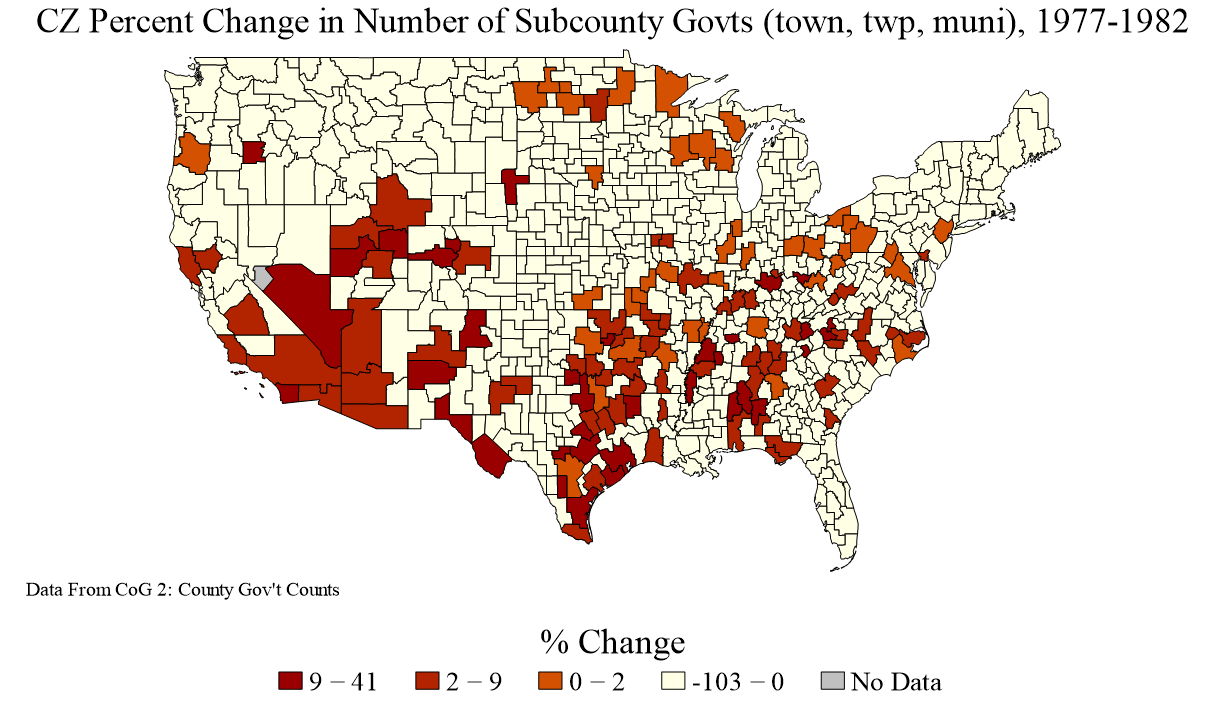 CZ Percent Change in Number of Subcounty Govts (town, twp, muni), 1977-1982
Data From CoG 2: County Gov't Counts
% Change
9 – 41 2 – 9 0 – 2 -103 – 0 No Data